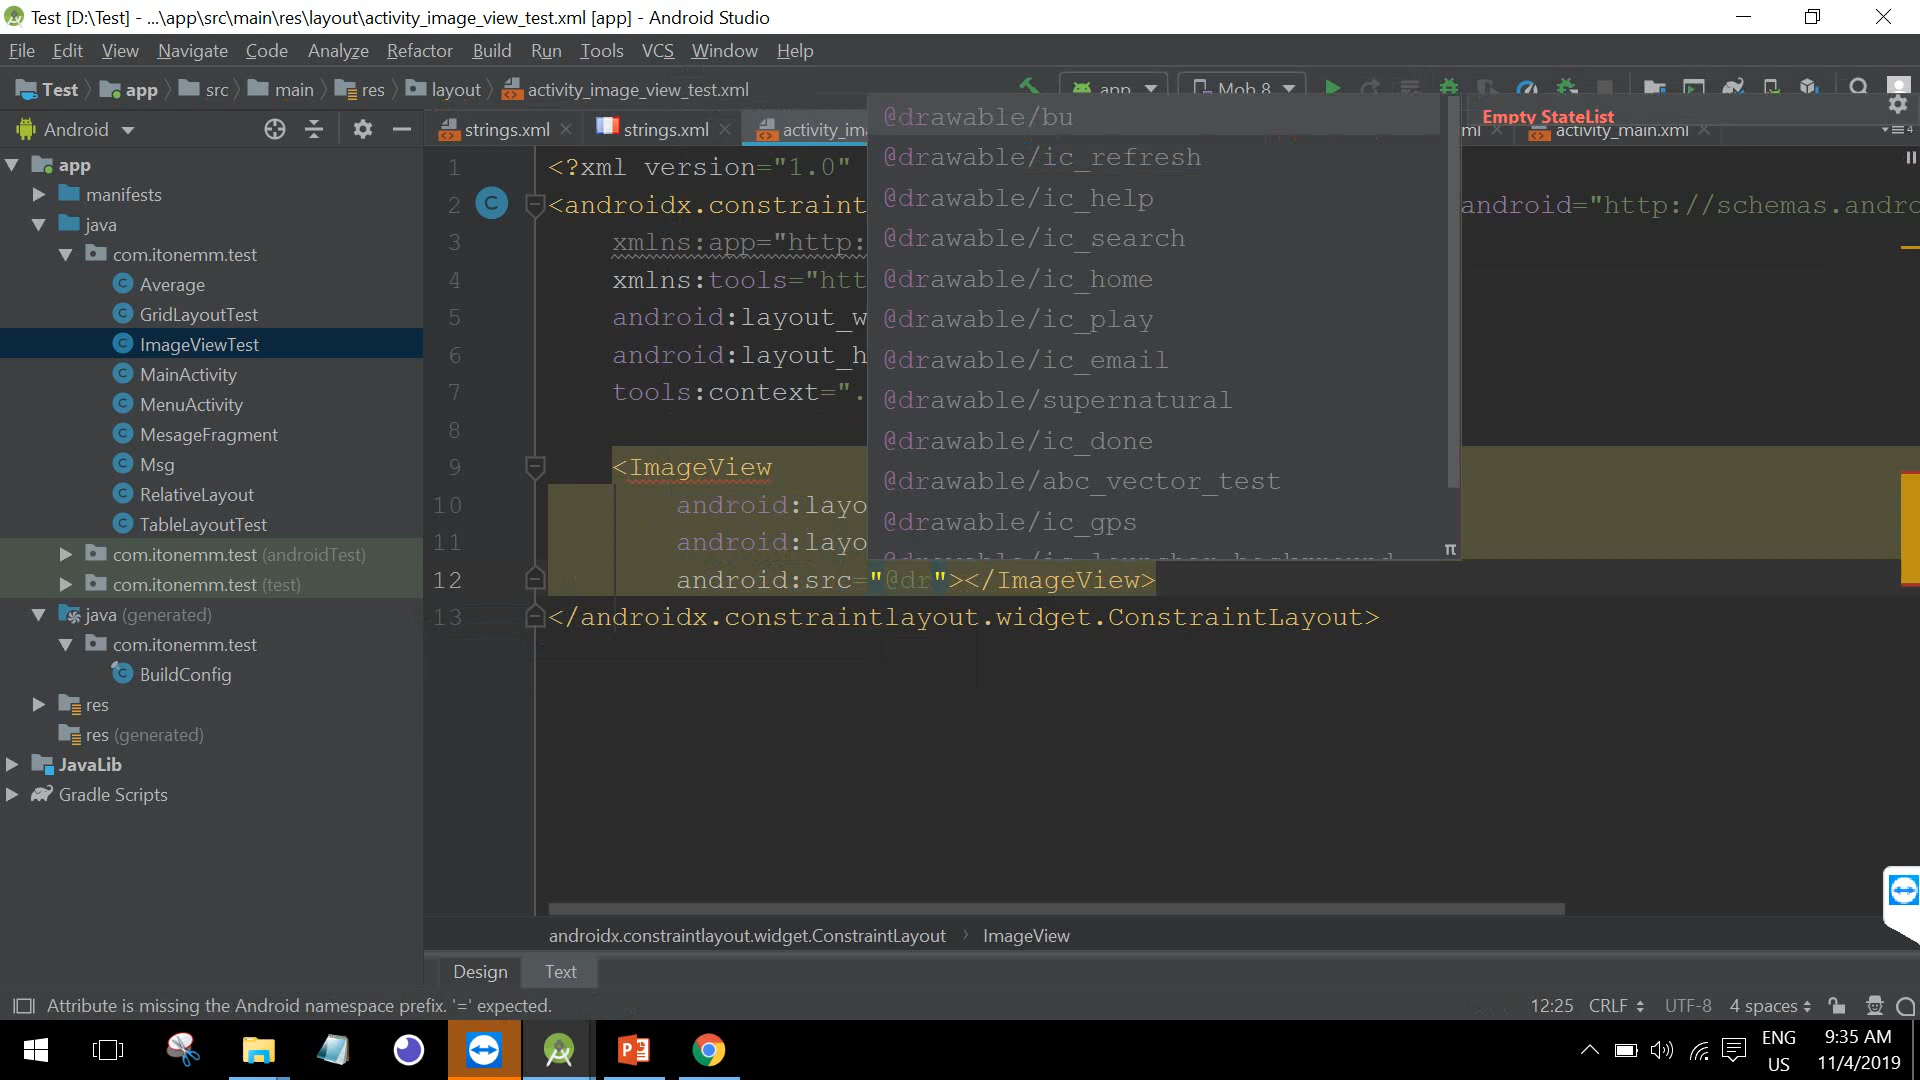 Test [D:\Test] - ...\app\src\main\res\layout\activity_image_view_test.xml [app] - Android Studio
File Edit View Navigate Code Analyze Refactor Build Run Tools VCS Window Help
Test app src main res layout activity_image_view_test.xml app Mob 8
Android strings.xml strings.xml activity_im ml activity_main.xml
Empty StateList
app
manifests
java
com.itonemm.test
Average
GridLayoutTest
ImageViewTest
MainActivity
MenuActivity
MesageFragment
Msg
RelativeLayout
TableLayoutTest
com.itonemm.test (androidTest)
com.itonemm.test (test)
java (generated)
com.itonemm.test
BuildConfig
res
res (generated)
JavaLib
Gradle Scripts
1 <?xml version="1.0"
2 <androidx.constraint android="http://schemas.andro
3 xmlns:app="http:
4 xmlns:tools="htt
5 android:layout_w
6 android:layout_h
7 tools:context=".
8
9 <ImageView
10 android:layo
11 android:layo
12 android:src="@dr"></ImageView>
13 </androidx.constraintlayout.widget.ConstraintLayout>
@drawable/bu
@drawable/ic_refresh
@drawable/ic_help
@drawable/ic_search
@drawable/ic_home
@drawable/ic_play
@drawable/ic_email
@drawable/supernatural
@drawable/ic_done
@drawable/abc_vector_test
@drawable/ic_gps
@drawable/ic_launcher_background
π
androidx.constraintlayout.widget.ConstraintLayout ImageView
Design Text
Attribute is missing the Android namespace prefix. '=' expected.
12:25 CRLF UTF-8 4 spaces
ENG
US
9:35 AM
11/4/2019